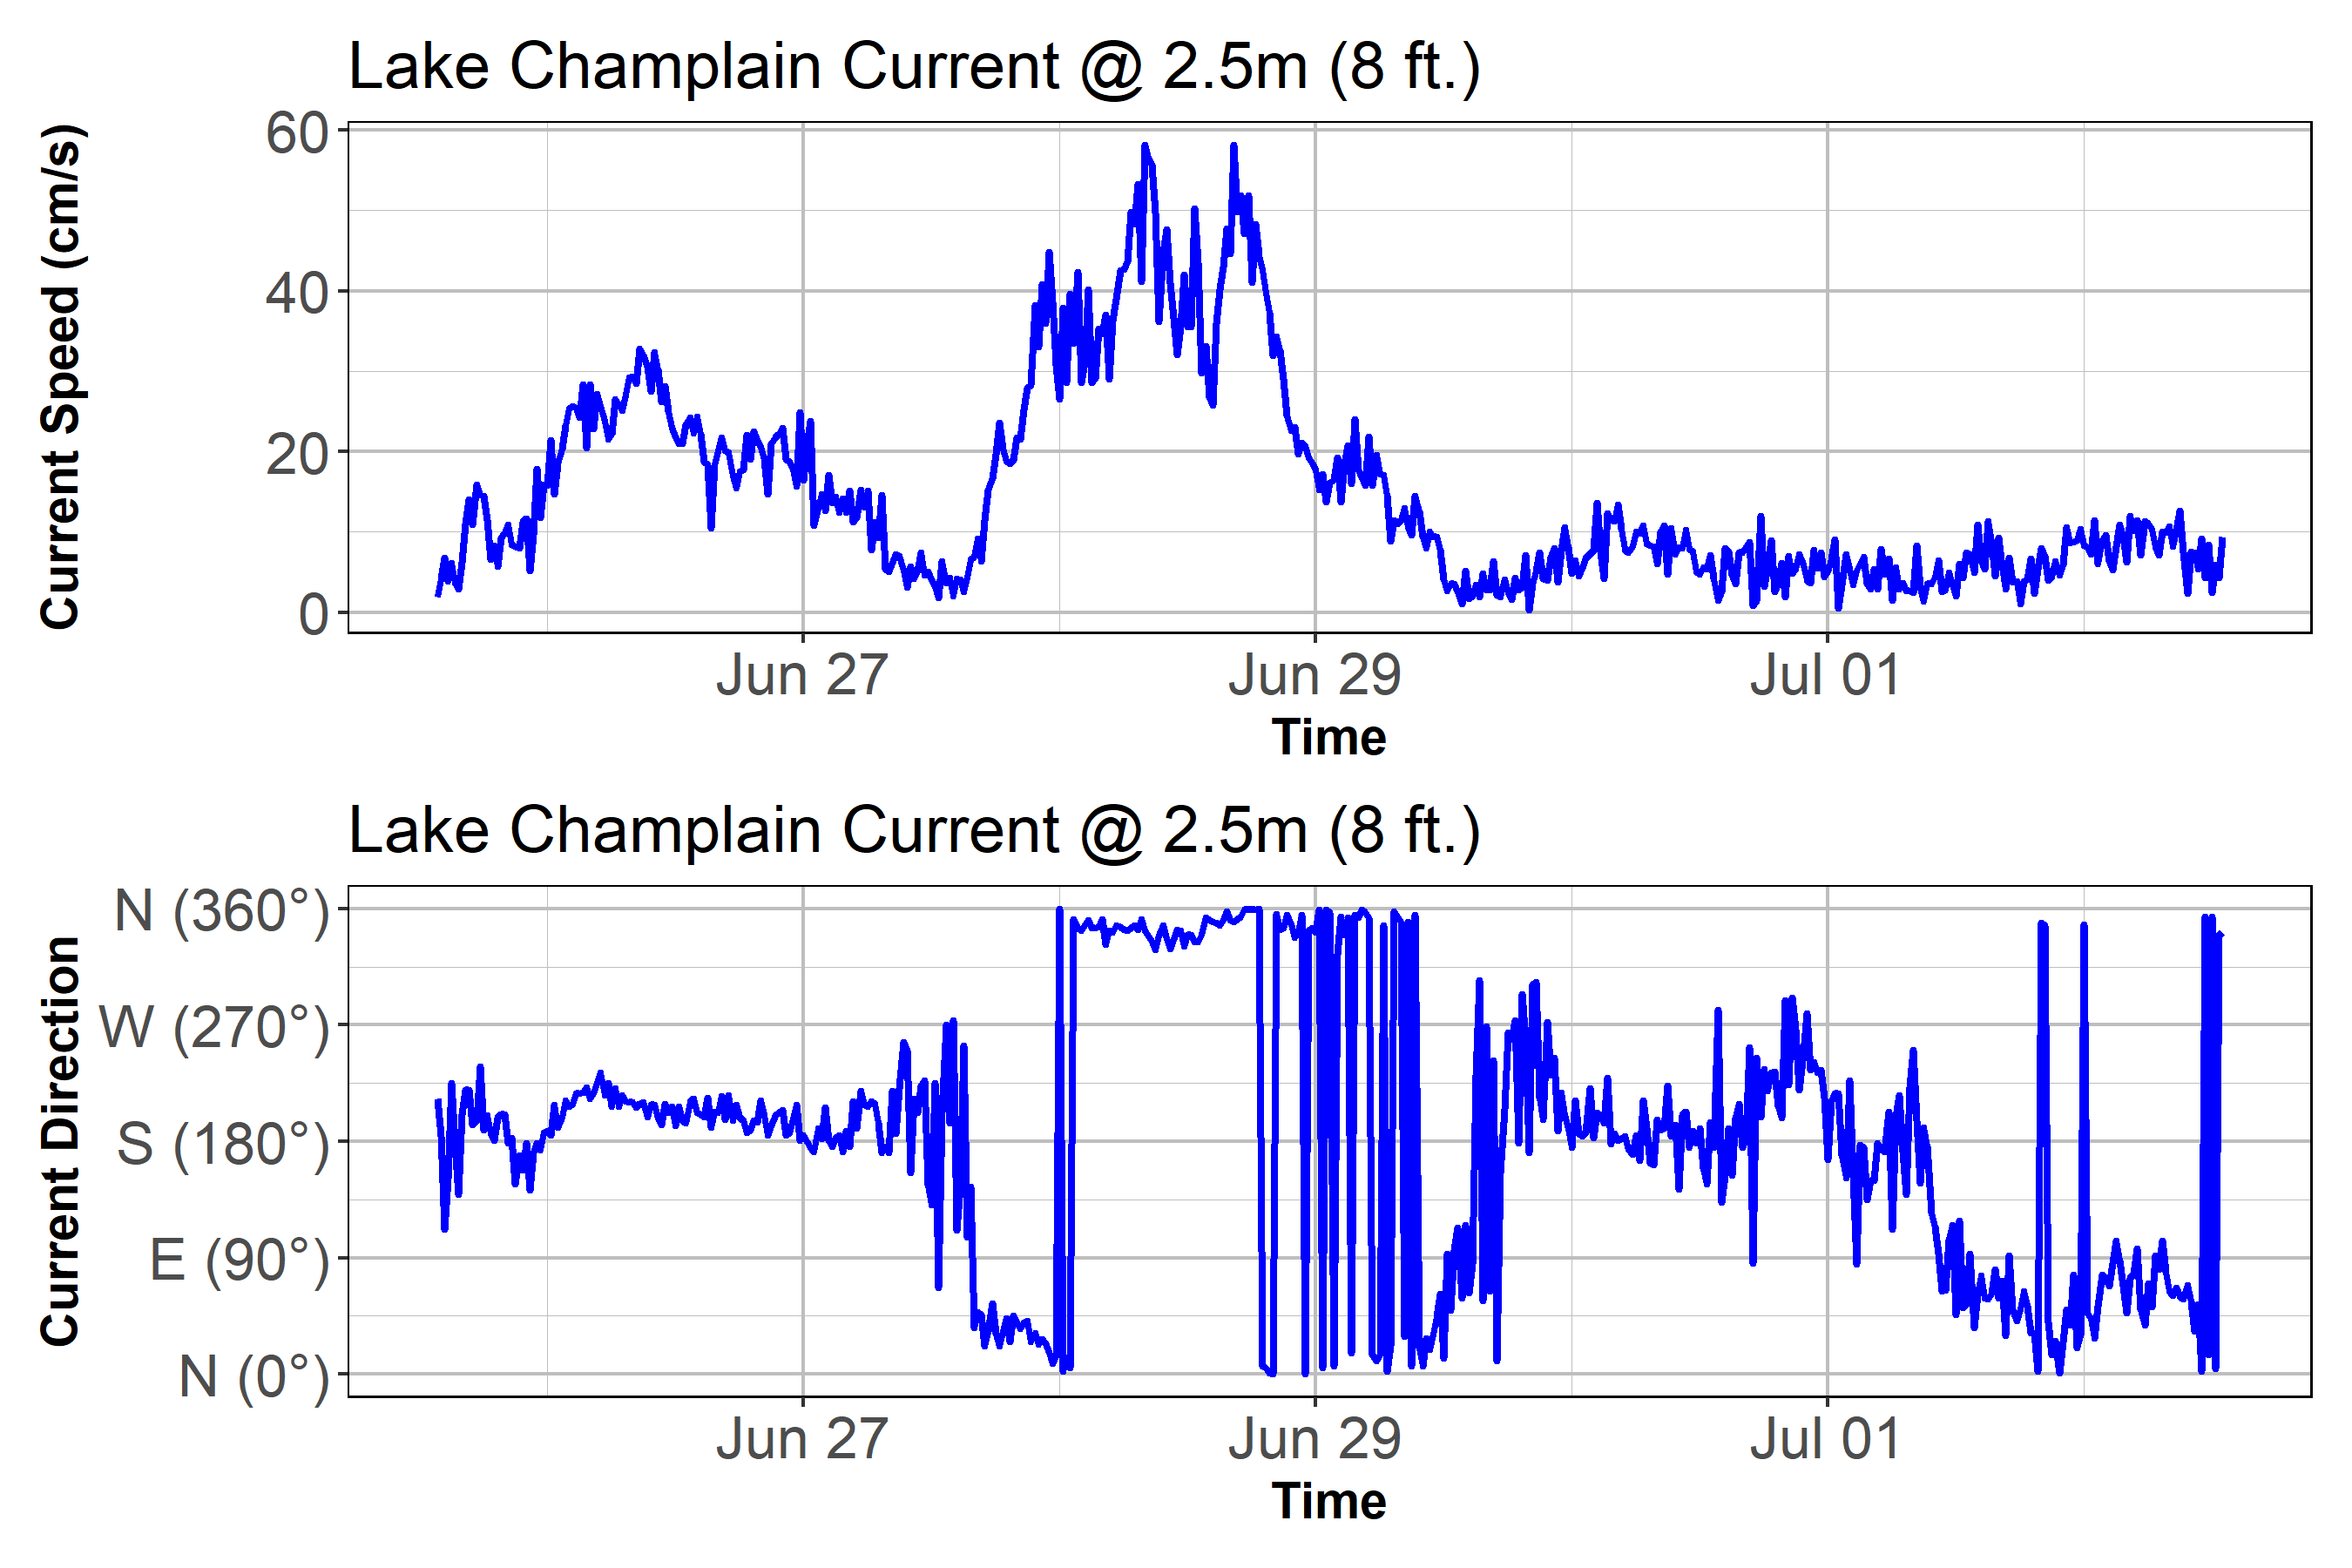 Lake Champlain Current @ 2.5m (8 ft.)
Current Speed (cm/s)
60
40
20
0
Jun 27 Jun 29 Jul 01
Time
Lake Champlain Current @ 2.5m (8 ft.)
Current Direction
N (360°)
W (270°)
S (180°)
E (90°)
N (0°)
Jun 27 Jun 29 Jul 01
Time